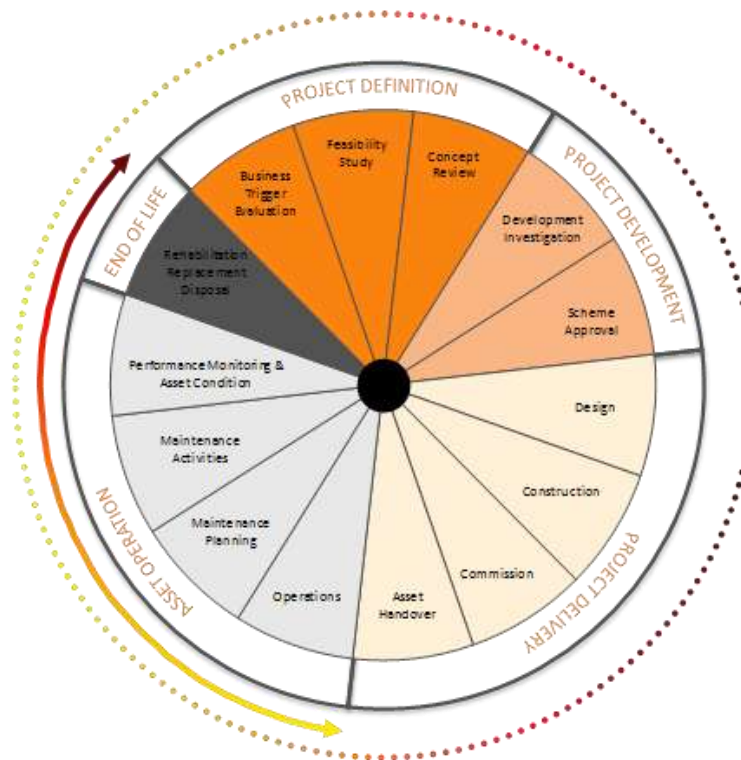 PROJECT DEFINITION
Business
Trigger
Evaluation
Feasibility
Study
Concept
Review
PROJECT DEVELOPMENT
Development
Investigation
Scheme
Approval
PROJECT DELIVERY
Design
Construction
Commission
Asset
Handover
ASSET OPERATION
Operations
Maintenance
Planning
Maintenance
Activities
Performance Monitoring &
Asset Condition
END OF LIFE
Rehabilitation
Replacement
Disposal